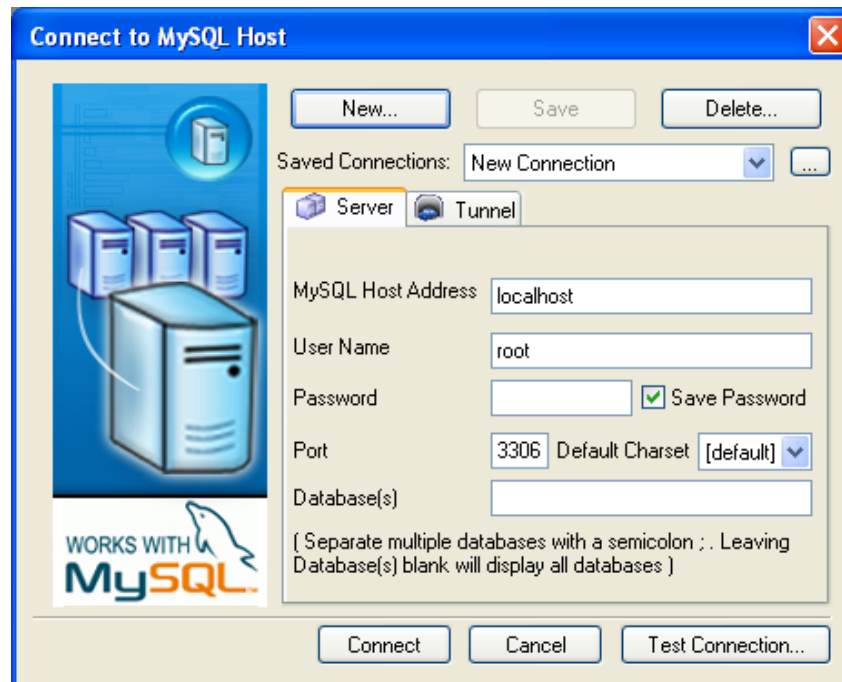 Connect to MySQL Host
New... Save Delete...
Saved Connections: New Connection ...
Server Tunnel
MySQL Host Address localhost
User Name root
Password Save Password
Port 3306 Default Charset [default]
Database(s)
( Separate multiple databases with a semicolon ; . Leaving
Database(s) blank will display all databases )
WORKS WITH
MySQL
Connect Cancel Test Connection...